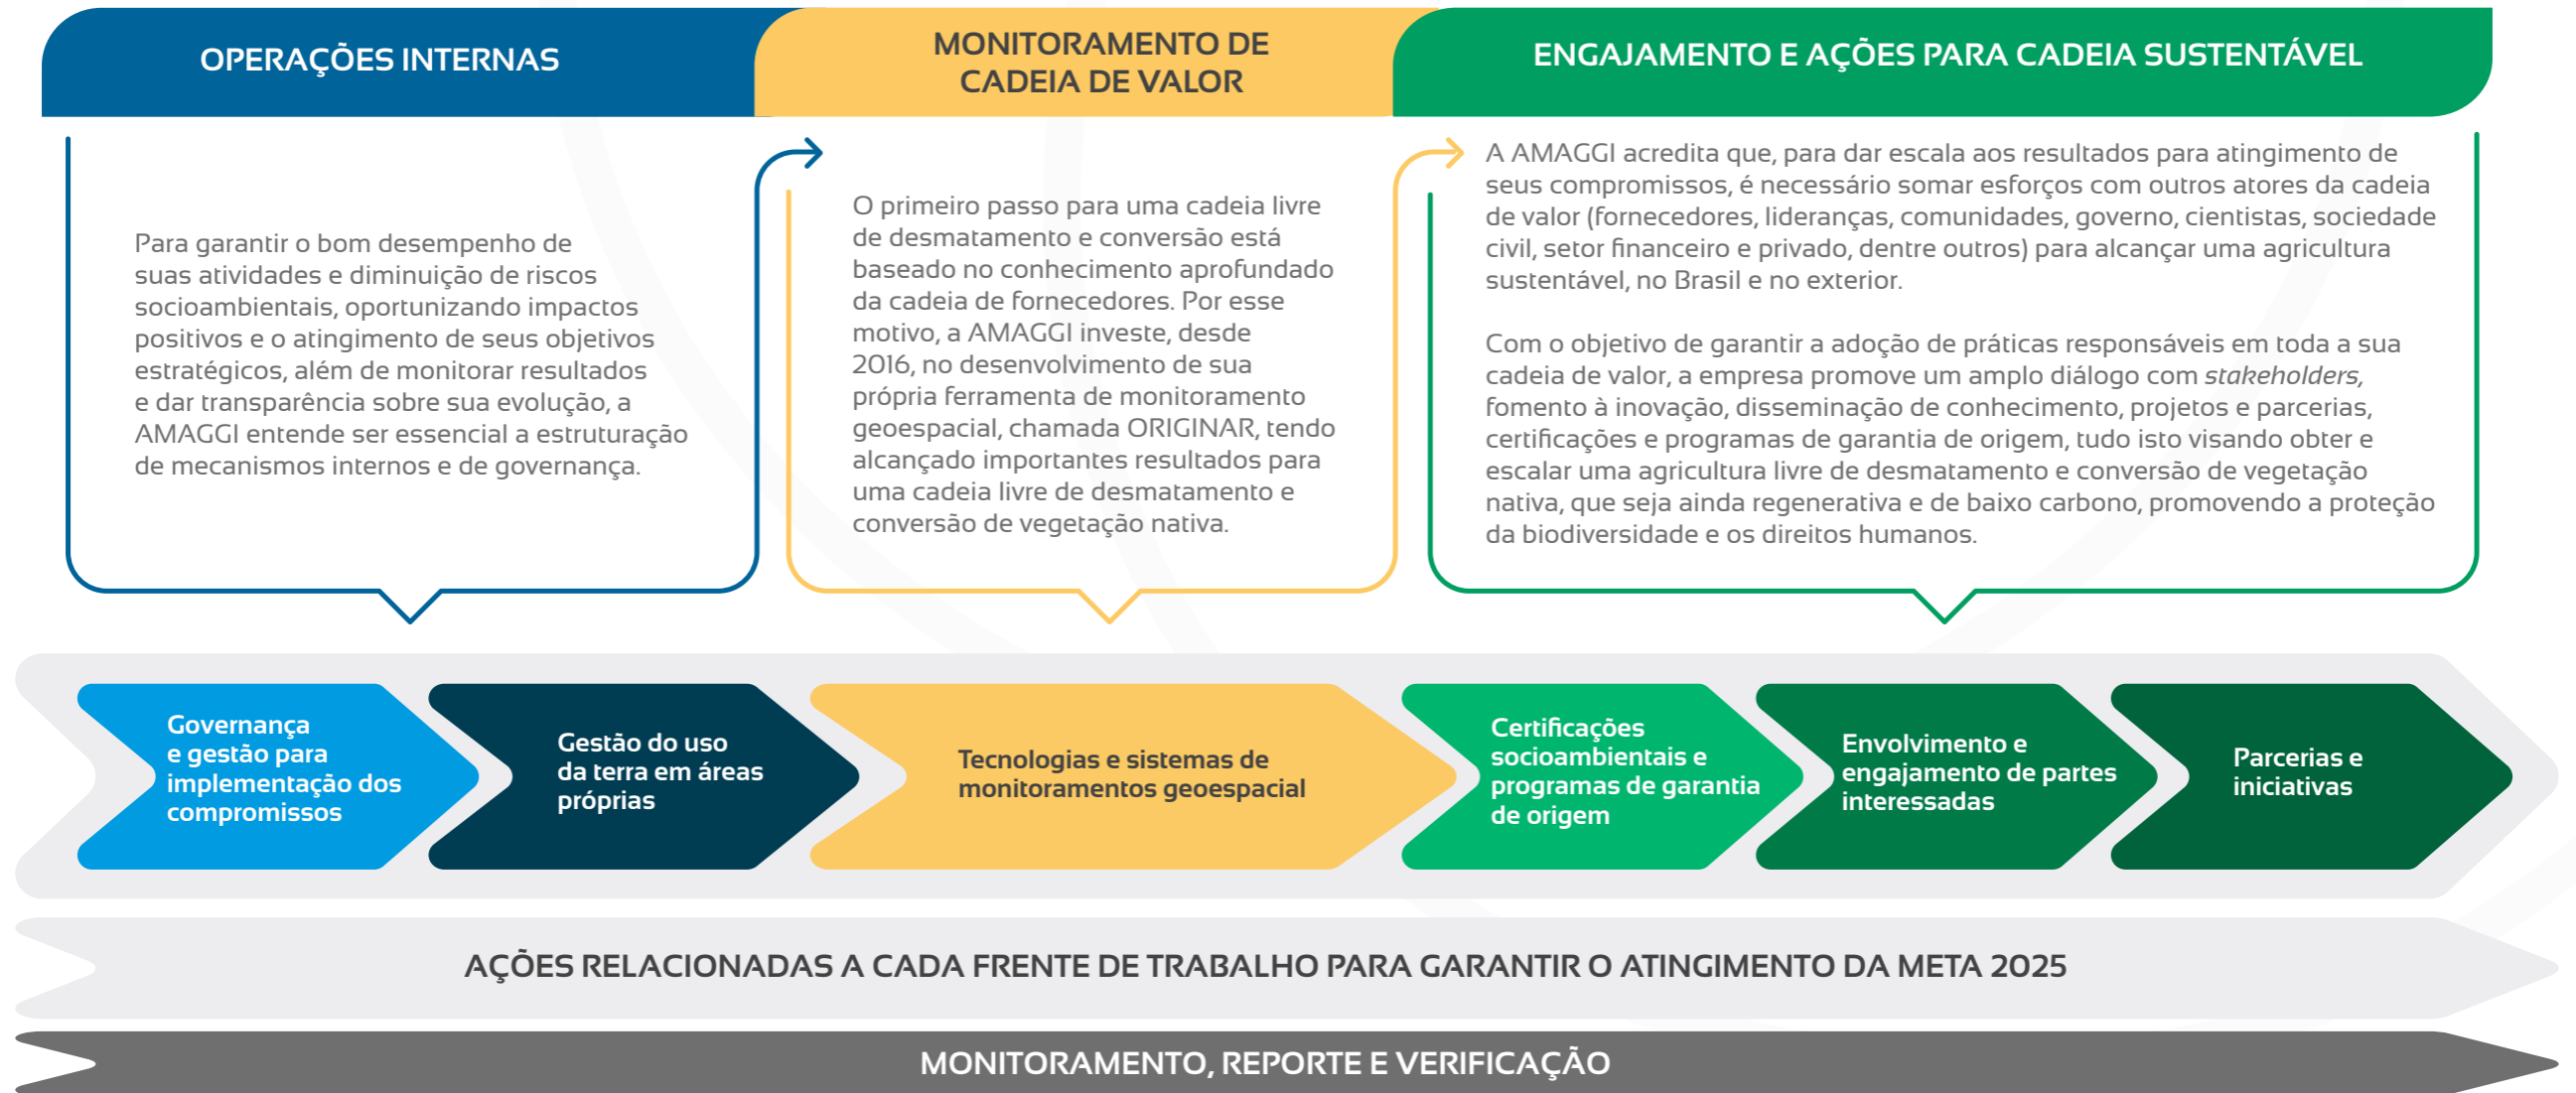 OPERAÇÕES INTERNAS
MONITORAMENTO DE
CADEIA DE VALOR
ENGAJAMENTO E AÇÕES PARA CADEIA SUSTENTÁVEL
Para garantir o bom desempenho de
suas atividades e diminuição de riscos
socioambientais, oportunizando impactos
positivos e o atingimento de seus objetivos
estratégicos, além de monitorar resultados
e dar transparência sobre sua evolução, a
AMAGGI entende ser essencial a estruturação
de mecanismos internos e de governança.
O primeiro passo para uma cadeia livre
de desmatamento e conversão está
baseado no conhecimento aprofundado
da cadeia de fornecedores. Por esse
motivo, a AMAGGI investe, desde
2016, no desenvolvimento de sua
própria ferramenta de monitoramento
geoespacial, chamada ORIGINAR, tendo
alcançado importantes resultados para
uma cadeia livre de desmatamento e
conversão de vegetação nativa.
A AMAGGI acredita que, para dar escala aos resultados para atingimento de
seus compromissos, é necessário somar esforços com outros atores da cadeia
de valor (fornecedores, lideranças, comunidades, governo, cientistas, sociedade
civil, setor financeiro e privado, dentre outros) para alcançar uma agricultura
sustentável, no Brasil e no exterior.
Com o objetivo de garantir a adoção de práticas responsáveis em toda a sua
cadeia de valor, a empresa promove um amplo diálogo com stakeholders,
fomento à inovação, disseminação de conhecimento, projetos e parcerias,
certificações e programas de garantia de origem, tudo isto visando obter e
escalar uma agricultura livre de desmatamento e conversão de vegetação
nativa, que seja ainda regenerativa e de baixo carbono, promovendo a proteção
da biodiversidade e os direitos humanos.
Governança
e gestão para
implementação dos
compromissos
Gestão do uso
da terra em áreas
próprias
Tecnologias e sistemas de
monitoramentos geoespacial
Certificações
socioambientais e
programas de garantia
de origem
Envolvimento e
engajamento de partes
interessadas
Parcerias e
iniciativas
AÇÕES RELACIONADAS A CADA FRENTE DE TRABALHO PARA GARANTIR O ATINGIMENTO DA META 2025
MONITORAMENTO, REPORTE E VERIFICAÇÃO